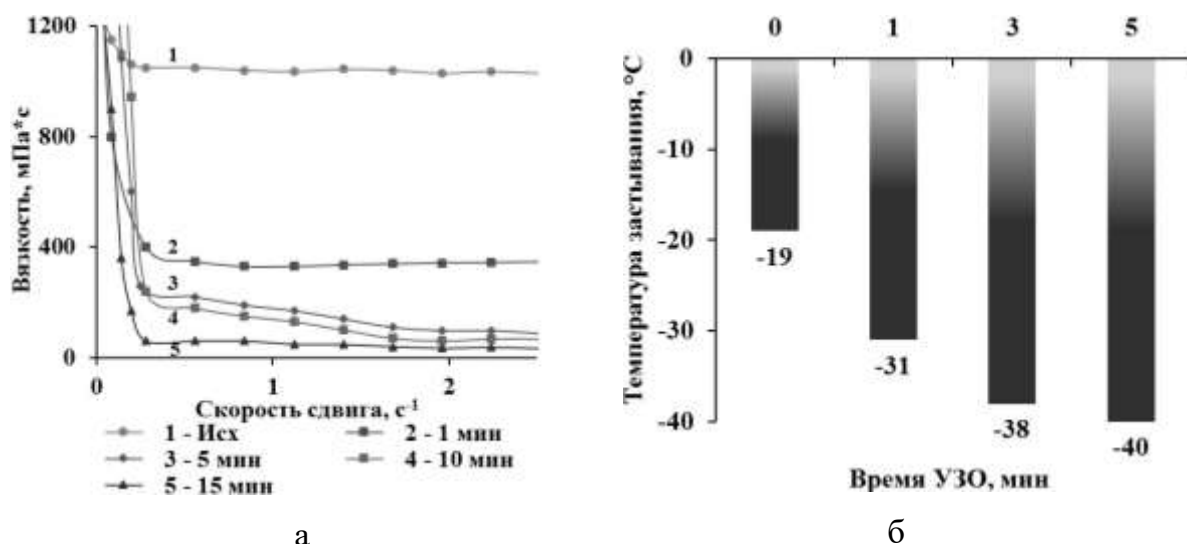 1200
800
400
0
Вязкость, мПа*с
1
2
3
4
5
0
1
2
Скорость сдвига, с-1
1 - Исх
2 - 1 мин
3 - 5 мин
4 - 10 мин
5 - 15 мин
а
0
1
3
5
0
-10
-20
-30
-40
Температура застывания, °С
-19
-31
-38
-40
Время УЗО, мин
б